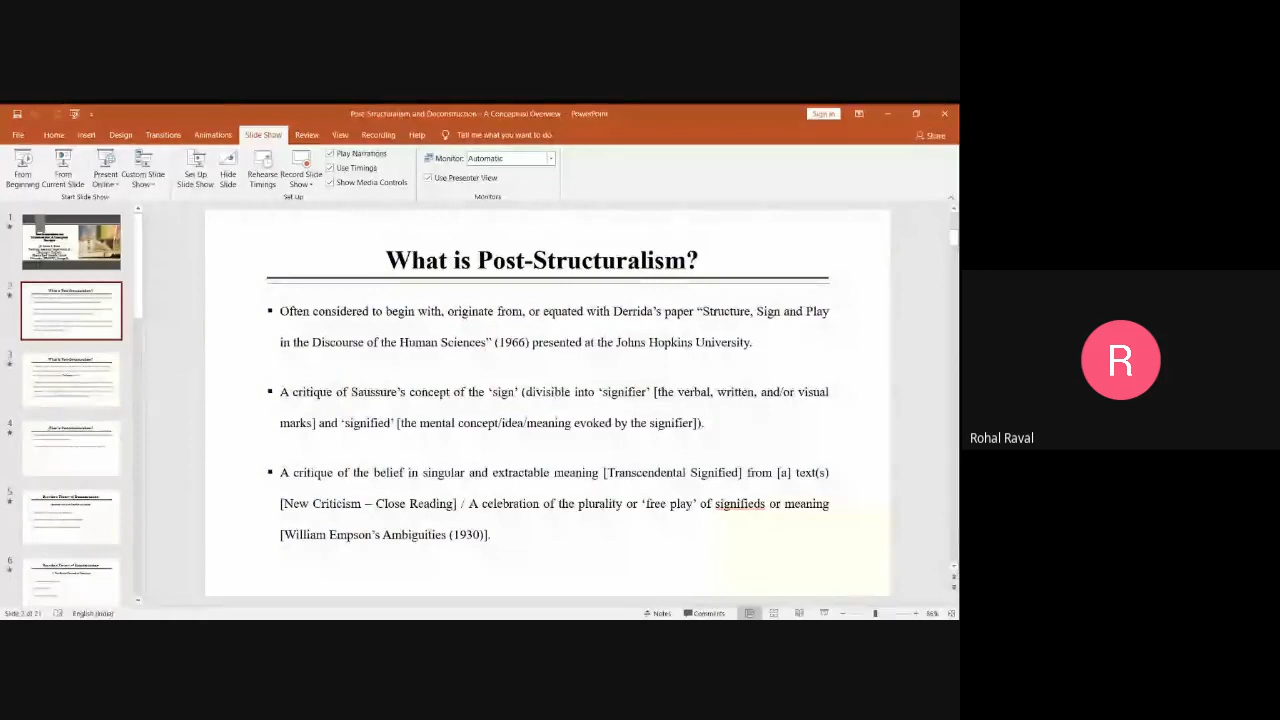 Post-Structuralism and Deconstruction - A Conceptual Overview - PowerPoint
Sign in
File Home Insert Design Transitions Animations Slide Show Review View Recording Help Tell me what you want to do Share
From Beginning
From Current Slide
Present Online
Custom Slide Show
Set Up Slide Show
Hide Slide
Rehearse Timings
Record Slide Show
Play Narrations
Use Timings
Show Media Controls
Monitor: Automatic
Use Presenter View
Start Slide Show
Set Up
Monitors
1
2
3
4
5
6
What is Post-Structuralism?
▪ Often considered to begin with, originate from, or equated with Derrida’s paper “Structure, Sign and Play
in the Discourse of the Human Sciences” (1966) presented at the Johns Hopkins University.
▪ A critique of Saussure’s concept of the ‘sign’ (divisible into ‘signifier’ [the verbal, written, and/or visual
marks] and ‘signified’ [the mental concept/idea/meaning evoked by the signifier]).
▪ A critique of the belief in singular and extractable meaning [Transcendental Signified] from [a] text(s)
[New Criticism – Close Reading] / A celebration of the plurality or ‘free play’ of signifieds or meaning
[William Empson’s Ambiguities (1930)].
Slide 2 of 21 English (India) Notes Comments 86%
R
Rohal Raval